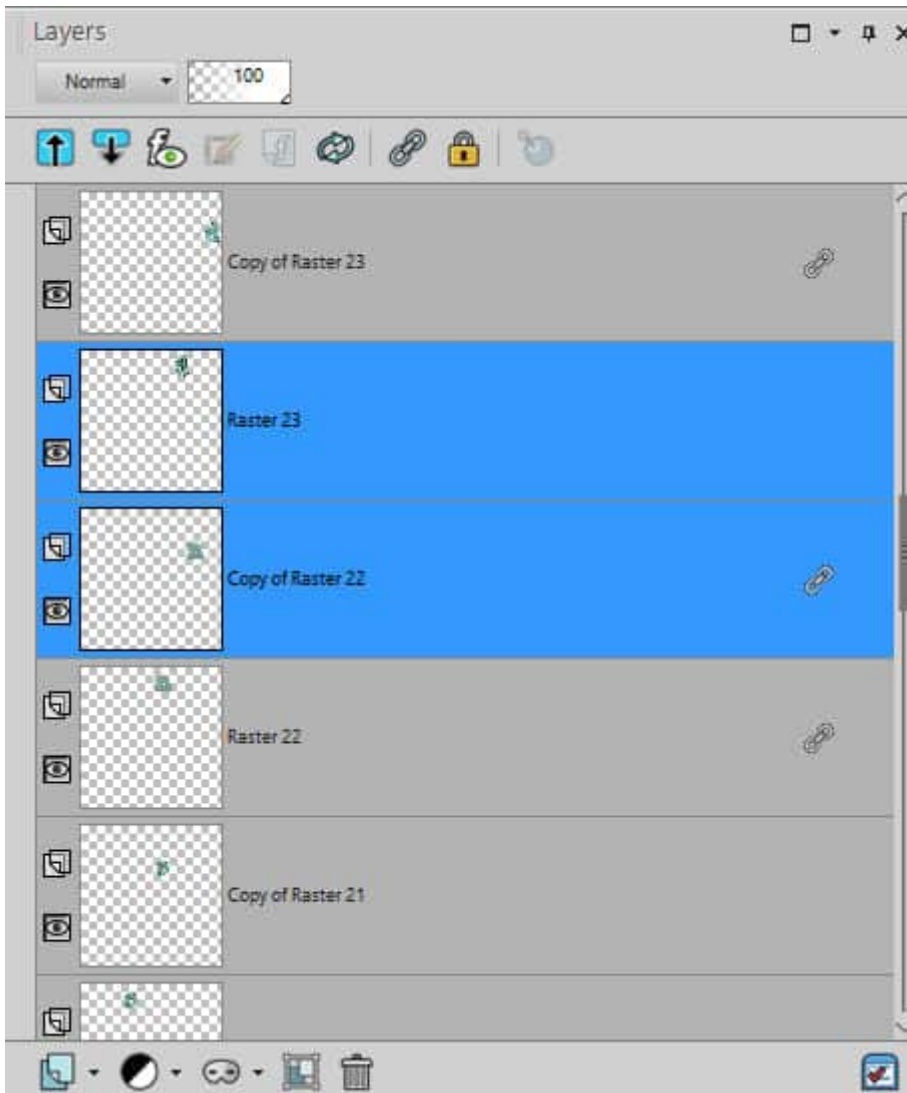 Layers
Normal
100
Copy of Raster 23
Raster 23
Copy of Raster 22
Raster 22
Copy of Raster 21